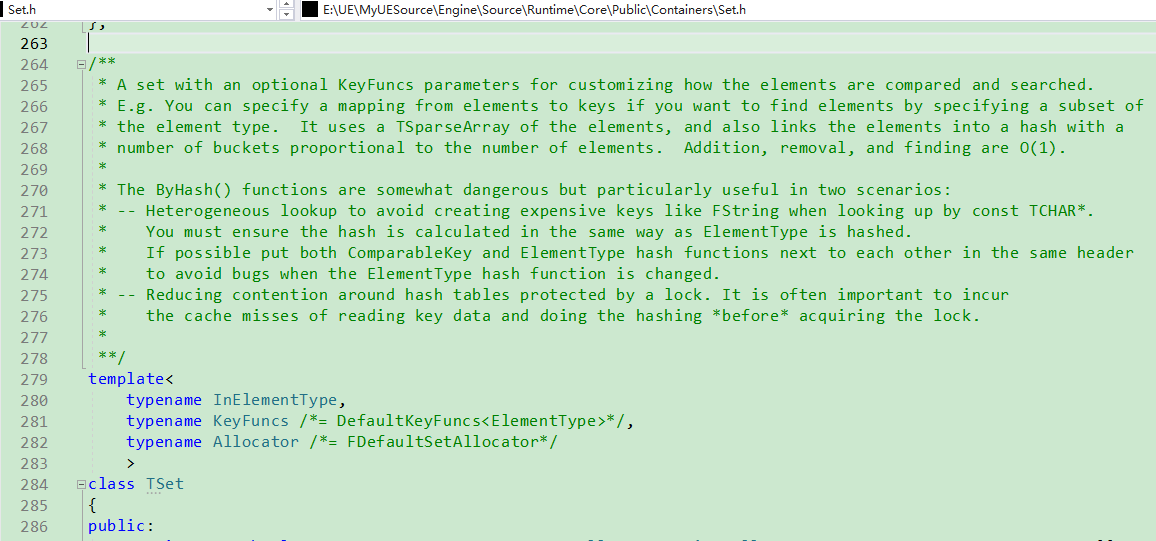 Set.h E:\UE\MyUESource\Engine\Source\Runtime\Core\Public\Containers\Set.h
262 };
263
264 /**
265 * A set with an optional KeyFuncs parameters for customizing how the elements are compared and searched.
266 * E.g. You can specify a mapping from elements to keys if you want to find elements by specifying a subset of
267 * the element type.  It uses a TSparseArray of the elements, and also links the elements into a hash with a
268 * number of buckets proportional to the number of elements.  Addition, removal, and finding are O(1).
269 *
270 * The ByHash() functions are somewhat dangerous but particularly useful in two scenarios:
271 * -- Heterogeneous lookup to avoid creating expensive keys like FString when looking up by const TCHAR*.
272 *    You must ensure the hash is calculated in the same way as ElementType is hashed.
273 *    If possible put both ComparableKey and ElementType hash functions next to each other in the same header
274 *    to avoid bugs when the ElementType hash function is changed.
275 * -- Reducing contention around hash tables protected by a lock. It is often important to incur
276 *    the cache misses of reading key data and doing the hashing *before* acquiring the lock.
277 *
278 **/
279 template<
280 typename InElementType,
281 typename KeyFuncs /*= DefaultKeyFuncs<ElementType>*/,
282 typename Allocator /*= FDefaultSetAllocator*/
283 >
284 class TSet
285 {
286 public: